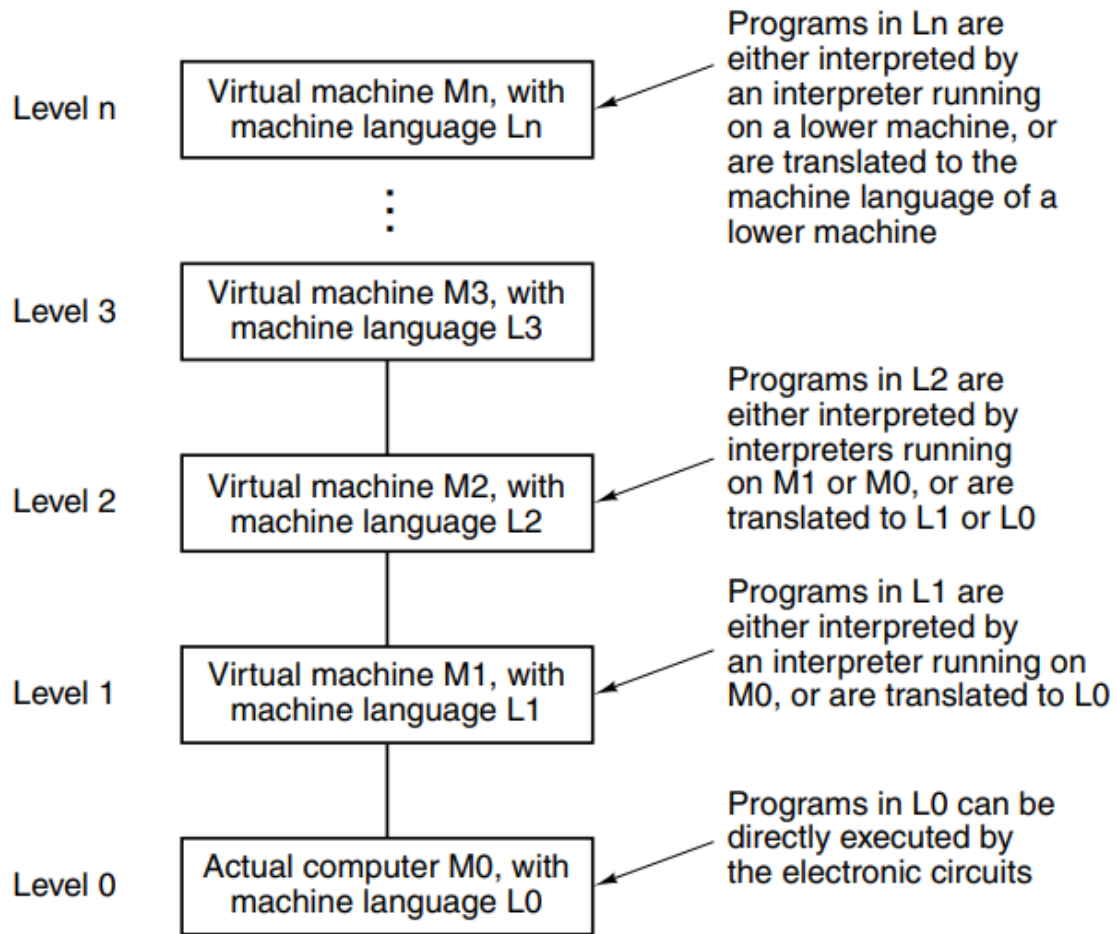 Programs in Ln are
either interpreted by
an interpreter running
on a lower machine, or
are translated to the
machine language of a
lower machine
Level n
Virtual machine Mn, with
machine language Ln
Level 3
Virtual machine M3, with
machine language L3
Programs in L2 are
either interpreted by
interpreters running
on M1 or M0, or are
translated to L1 or L0
Level 2
Virtual machine M2, with
machine language L2
Programs in L1 are
either interpreted by
an interpreter running on
M0, or are translated to L0
Level 1
Virtual machine M1, with
machine language L1
Programs in L0 can be
directly executed by
the electronic circuits
Level 0
Actual computer M0, with
machine language L0